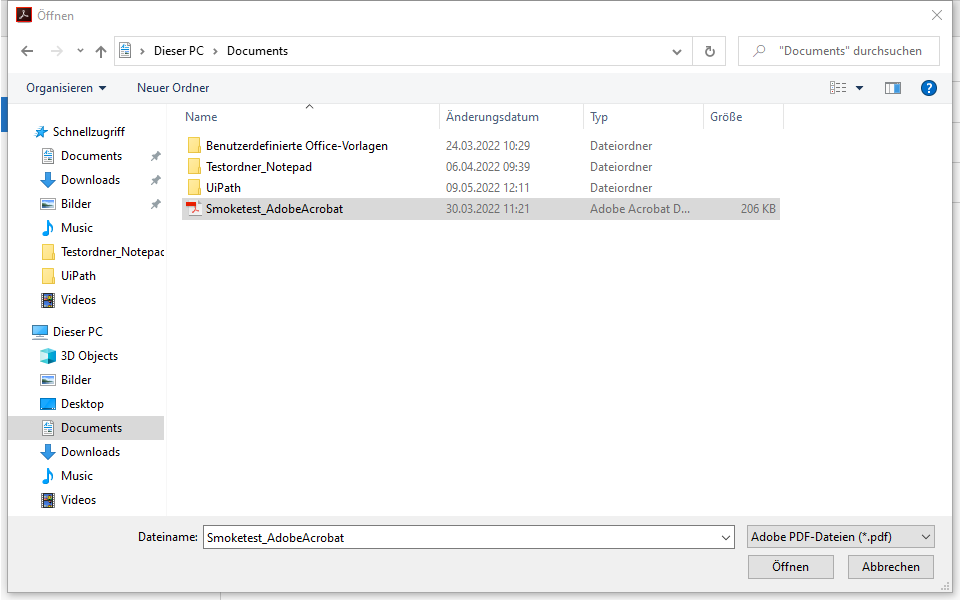 Öffnen
Dieser PC
Documents
"Documents" durchsuchen
Organisieren
Neuer Ordner
?
Name
Änderungsdatum
Typ
Größe
Schnellzugriff
Documents
Downloads
Bilder
Music
Testordner_Notepad
UiPath
Videos
Dieser PC
3D Objects
Bilder
Desktop
Documents
Downloads
Music
Videos
Benutzerdefinierte Office-Vorlagen 24.03.2022 10:29 Dateiordner
Testordner_Notepad 06.04.2022 09:39 Dateiordner
UiPath 09.05.2022 12:11 Dateiordner
Smoketest_AdobeAcrobat 30.03.2022 11:21 Adobe Acrobat D... 206 KB
Dateiname: Smoketest_AdobeAcrobat Adobe PDF-Dateien (*.pdf)
Öffnen Abbrechen